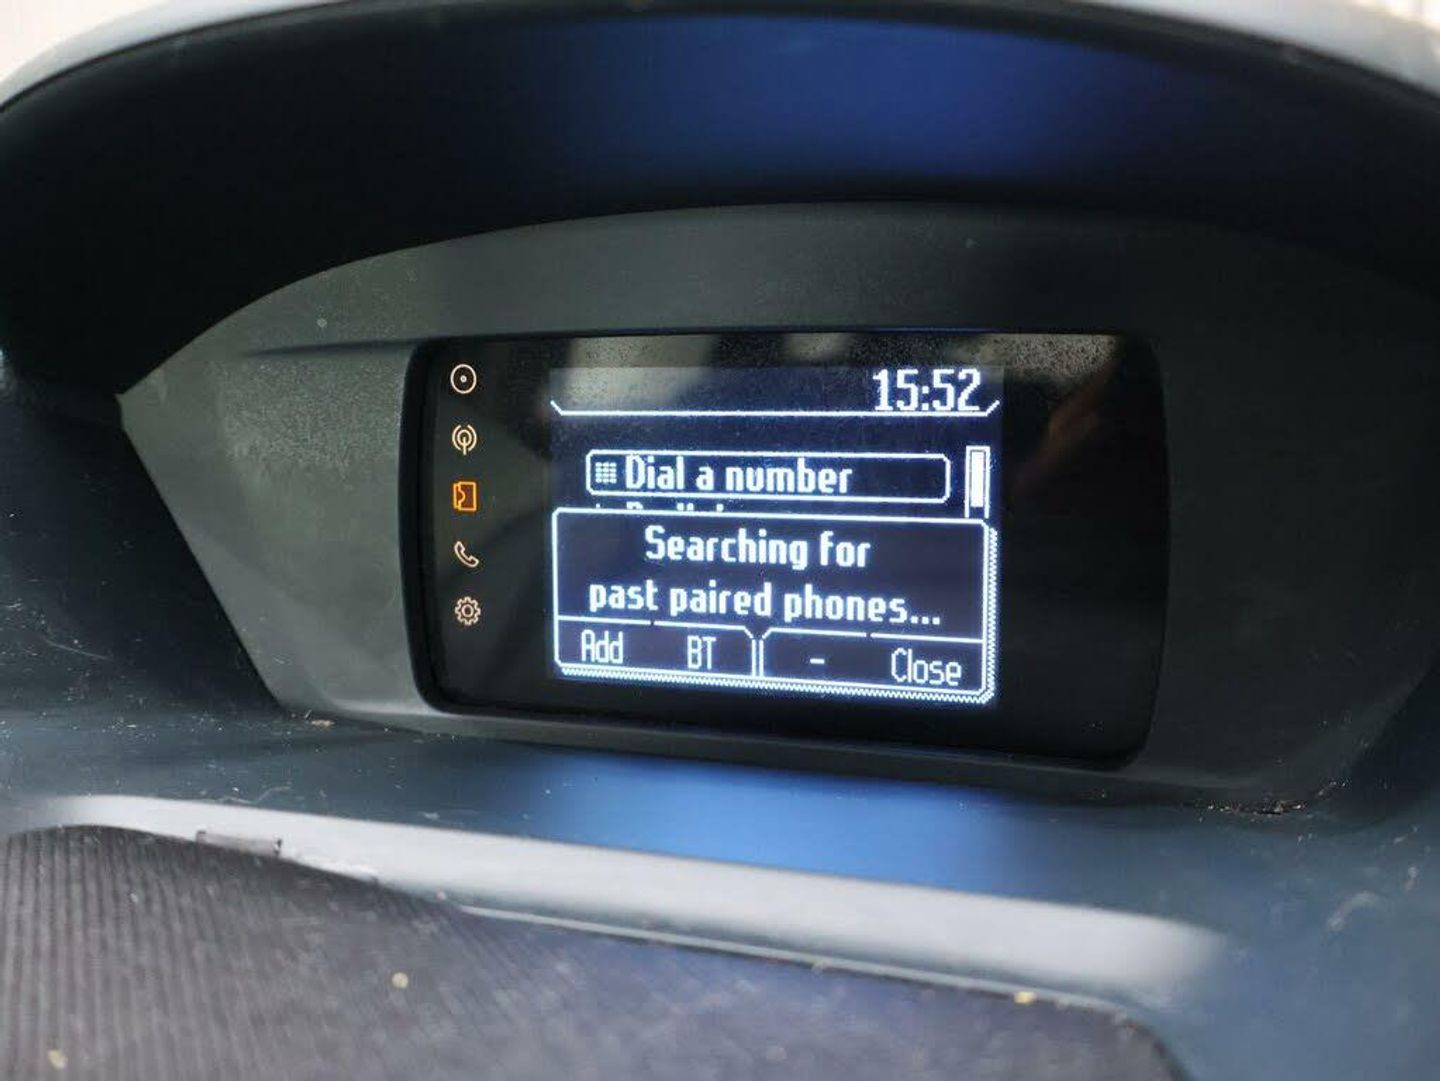 15:52
Dial a number
Searching for
past paired phones...
Add BT - Close